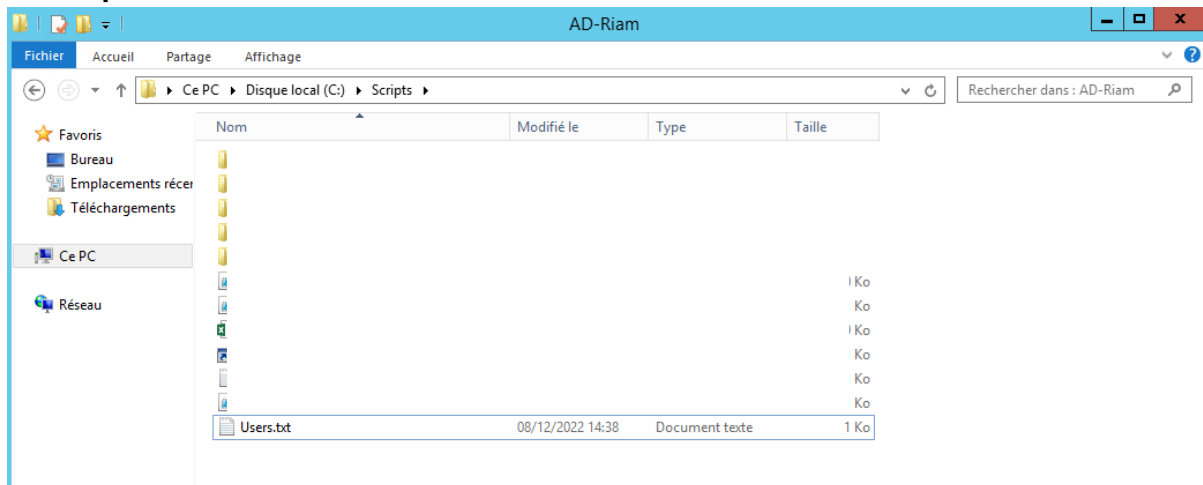 AD-Riam
Fichier Accueil Partage Affichage
Ce PC Disque local (C:) Scripts Rechercher dans : AD-Riam
Nom Modifié le Type Taille
Favoris
Bureau
Emplacements récen
Téléchargements
Ce PC
Réseau
Ko
Ko
Ko
Ko
Ko
Ko
Users.txt 08/12/2022 14:38 Document texte 1 Ko